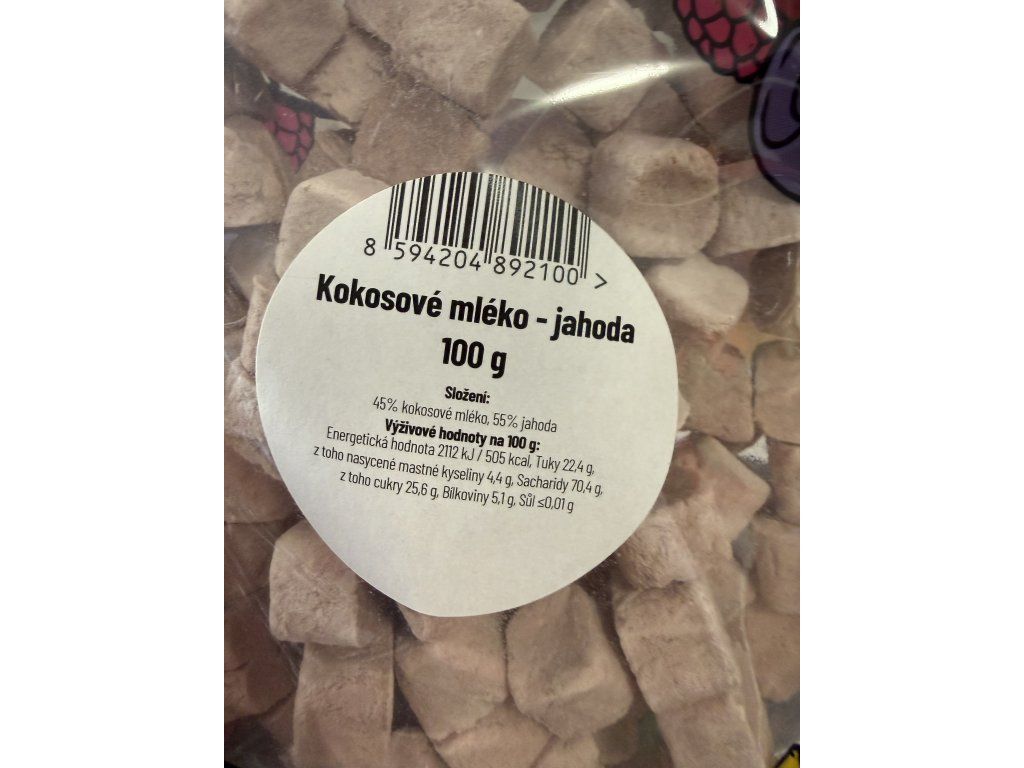 8 594204 892100 >
Kokosové mléko - jahoda
100 g
Složení:
45% kokosové mléko, 55% jahoda
Výživové hodnoty na 100 g:
Energetická hodnota 2112 kJ / 505 kcal, Tuky 22,4 g,
z toho nasycené mastné kyseliny 4,4 g, Sacharidy 70,4 g,
z toho cukry 25,6 g, Bílkoviny 5,1 g, Sůl ≤0,01 g